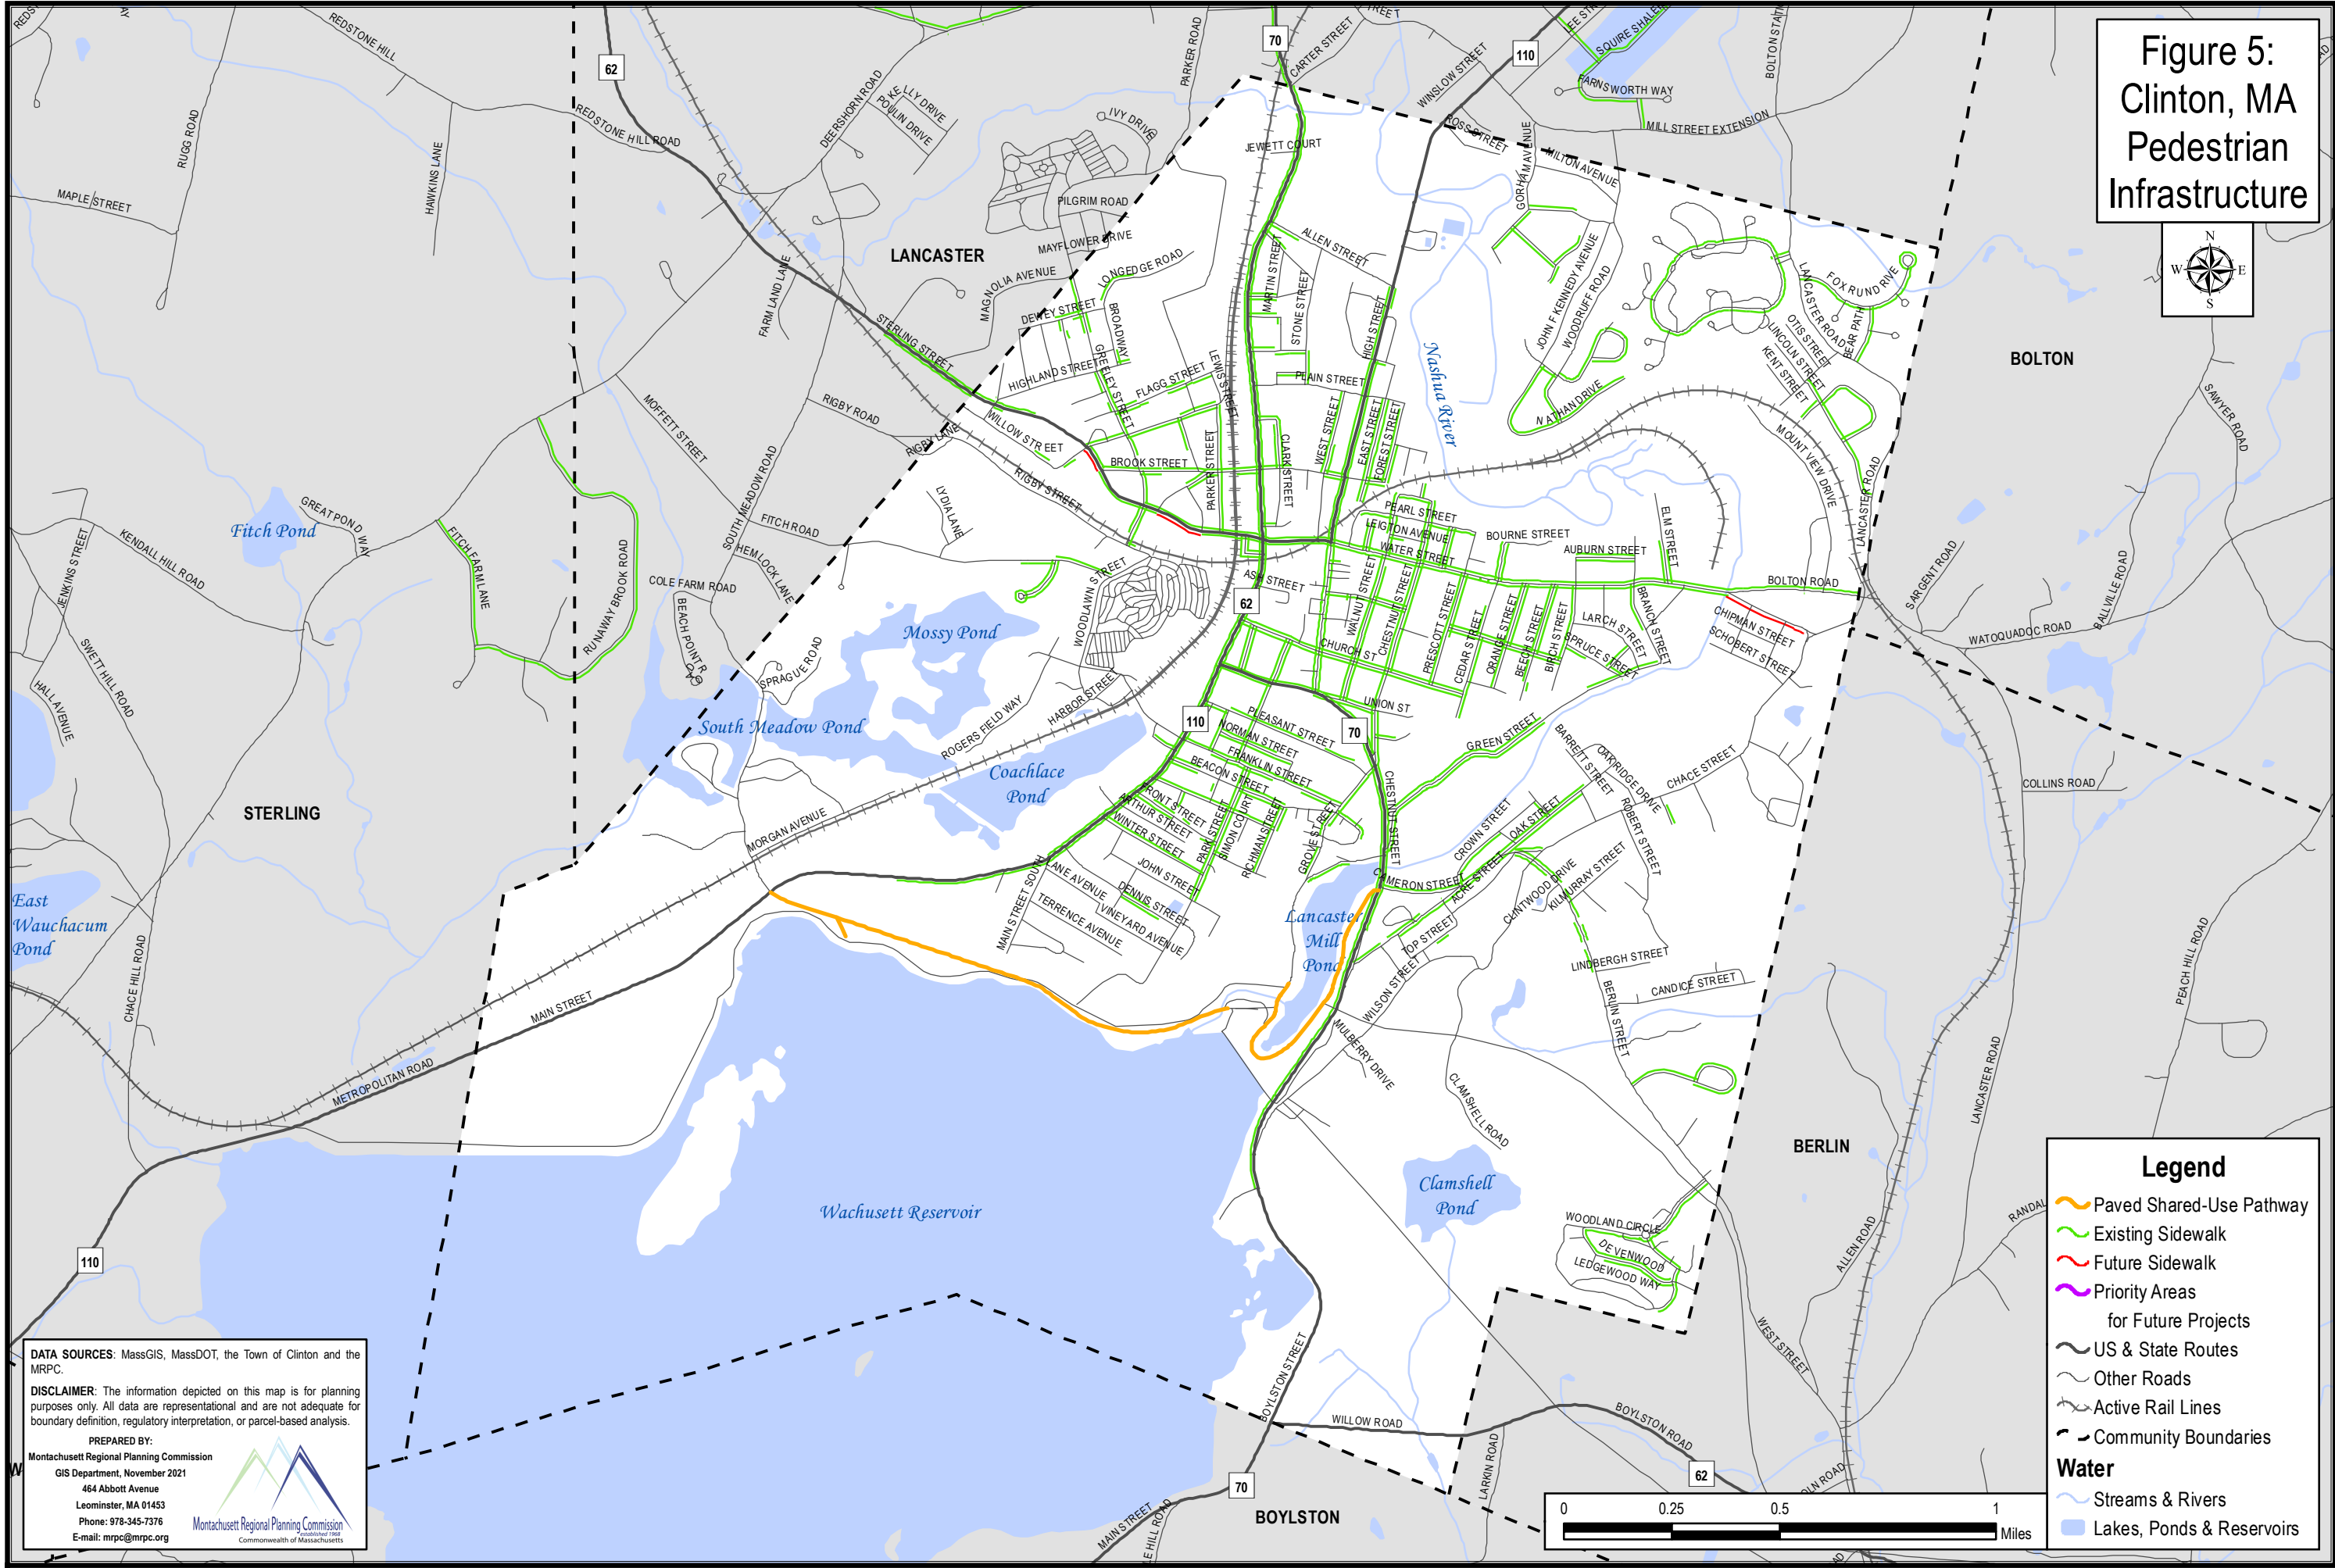 Figure 5:
Clinton, MA
Pedestrian
Infrastructure
N
W
E
S
REDSTONE HILL
62
REDSTONE HILL ROAD
RUGG ROAD
HAWKINS LANE
MAPLE STREET
DEERSHORN ROAD
KELLY DRIVE
POULIN DRIVE
PARKER ROAD
IVY DRIVE
70
CARTER STREET
WINSLOW STREET
110
SQUIRE SHALER
FARNSWORTH WAY
MILL STREET EXTENSION
ROSS STREET
JEWETT COURT
MILTON AVENUE
GORHAM AVENUE
PILGRIM ROAD
MAYFLOWER DRIVE
LANCASTER
MAGNOLIA AVENUE
LONGEDGE ROAD
FARM LAND LANE
DEWEY STREET
BROADWAY
ALLEN STREET
MARTIN STREET
STONE STREET
HIGH STREET
Nashua River
JOHN F KENNEDY AVENUE
WOODRUFF ROAD
LANCASTER ROAD
FOX RUN DRIVE
BEAR PATH
OTIS STREET
LINCOLN STREET
KENT STREET
BOLTON
SAWYER ROAD
STERLING STREET
HIGHLAND STREET
GREELEY STREET
FLAGG STREET
LEWIS STREET
PLAIN STREET
NATHAN DRIVE
MOFFETT STREET
RIGBY ROAD
RIGBY LANE
WILLOW STREET
BROOK STREET
PARKER STREET
CLARK STREET
WEST STREET
EAST STREET
FOREST STREET
MOUNT VIEW DRIVE
LANCASTER ROAD
RIGBY STREET
LYDIA LANE
SOUTH MEADOW ROAD
FITCH ROAD
HEMLOCK LANE
COLE FARM ROAD
BEACH POINT R
Fitch Pond
GREAT POND WAY
KENDALL HILL ROAD
JENKINS STREET
FITCH FARM LANE
RUNAWAY BROOK ROAD
SWETT HILL ROAD
HALL AVENUE
PEARL STREET
LEIGTON AVENUE
WATER STREET
BOURNE STREET
AUBURN STREET
ELM STREET
BOLTON ROAD
CHIPMAN STREET
SCHOBERT STREET
SARGENT ROAD
BALLVILLE ROAD
WATOQUADOC ROAD
ASH STREET
62
WOODLAWN STREET
Mossy Pond
SPRAGUE ROAD
WALNUT STREET
CHESTNUT STREET
CHURCH ST
PRESCOTT STREET
CEDAR STREET
ORANGE STREET
BEECH STREET
BIRCH STREET
LARCH STREET
SPRUCE STREET
BRANCH STREET
South Meadow Pond
ROGERS FIELD WAY
HARBOR STREET
110
UNION ST
70
PLEASANT STREET
NORMAN STREET
FRANKLIN STREET
BEACON STREET
GREEN STREET
BARRETT STREET
OAKRIDGE DRIVE
CHACE STREET
COLLINS ROAD
Coachlace
Pond
STERLING
MORGAN AVENUE
FRONT STREET
ARTHUR STREET
WINTER STREET
PARK STREET
SIMON COURT
RICHMAN STREET
GROVE STREET
CHESTNUT STREET
CROWN STREET
OAK STREET
ROBERT STREET
JOHN STREET
LANE AVENUE
DENNIS STREET
TERRENCE AVENUE
VINEYARD AVENUE
MAIN STREET SOUTH
CAMERON STREET
ACRE STREET
CLINTWOOD DRIVE
KILMURRAY STREET
East
Wauchacum
Pond
Lancaster
Mill
Pond
TOP STREET
WILSON STREET
LINDBERGH STREET
CANDICE STREET
BERLIN STREET
PEACH HILL ROAD
CHACE HILL ROAD
MAIN STREET
METROPOLITAN ROAD
MULBERRY DRIVE
CLAMSHELL ROAD
LANCASTER ROAD
BERLIN
Wachusett Reservoir
Clamshell
Pond
WOODLAND CIRCLE
DEVENWOOD
LEDGEWOOD WAY
ALLEN ROAD
WEST STREET
110
BOYLSTON STREET
WILLOW ROAD
BOYLSTON ROAD
LARKIN ROAD
62
70
BOYLSTON
MAIN STREET
Legend
Paved Shared-Use Pathway
Existing Sidewalk
Future Sidewalk
Priority Areas
for Future Projects
US & State Routes
Other Roads
Active Rail Lines
Community Boundaries
Water
Streams & Rivers
Lakes, Ponds & Reservoirs
0 0.25 0.5 1
Miles
DATA SOURCES: MassGIS, MassDOT, the Town of Clinton and the
MRPC.
DISCLAIMER: The information depicted on this map is for planning
purposes only. All data are representational and are not adequate for
boundary definition, regulatory interpretation, or parcel-based analysis.
PREPARED BY:
Montachusett Regional Planning Commission
GIS Department, November 2021
464 Abbott Avenue
Leominster, MA 01453
Phone: 978-345-7376
E-mail: mrpc@mrpc.org
Montachusett Regional Planning Commission
established 1968
Commonwealth of Massachusetts